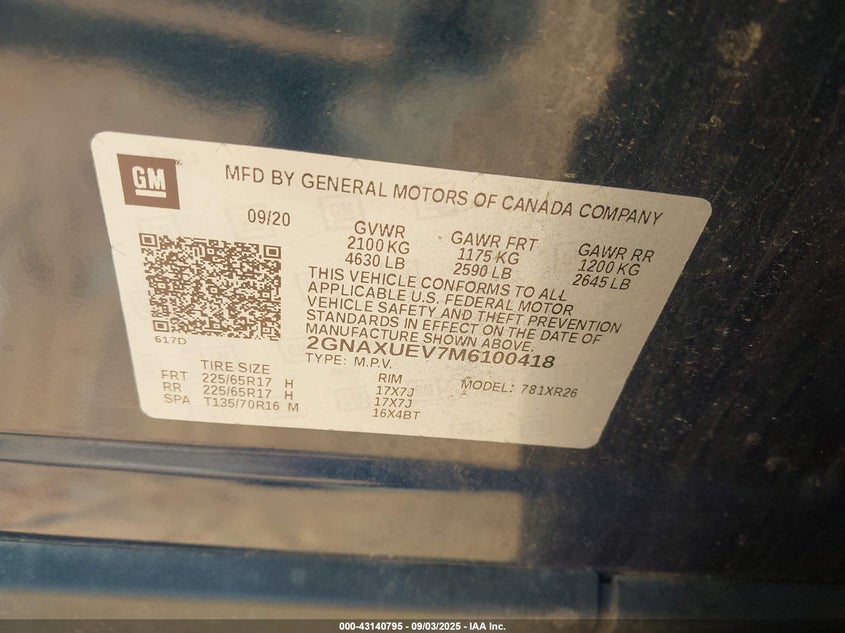 GM
MFD BY GENERAL MOTORS OF CANADA COMPANY
09/20
GVWR
2100 KG
4630 LB
GAWR FRT
1175 KG
2590 LB
GAWR RR
1200 KG
2645 LB
THIS VEHICLE CONFORMS TO ALL
APPLICABLE U.S. FEDERAL MOTOR
VEHICLE SAFETY AND THEFT PREVENTION
STANDARDS IN EFFECT ON THE DATE OF
MANUFACTURE SHOWN ABOVE.
2GNAXUEV7M6100418
TYPE: M.P.V.
617D
TIRE SIZE
RIM
MODEL: 781XR26
FRT 225/65R17 H 17X7J
RR 225/65R17 H 17X7J
SPA T135/70R16 M 16X4BT
000-43140795 - 09/03/2025 - IAA Inc.